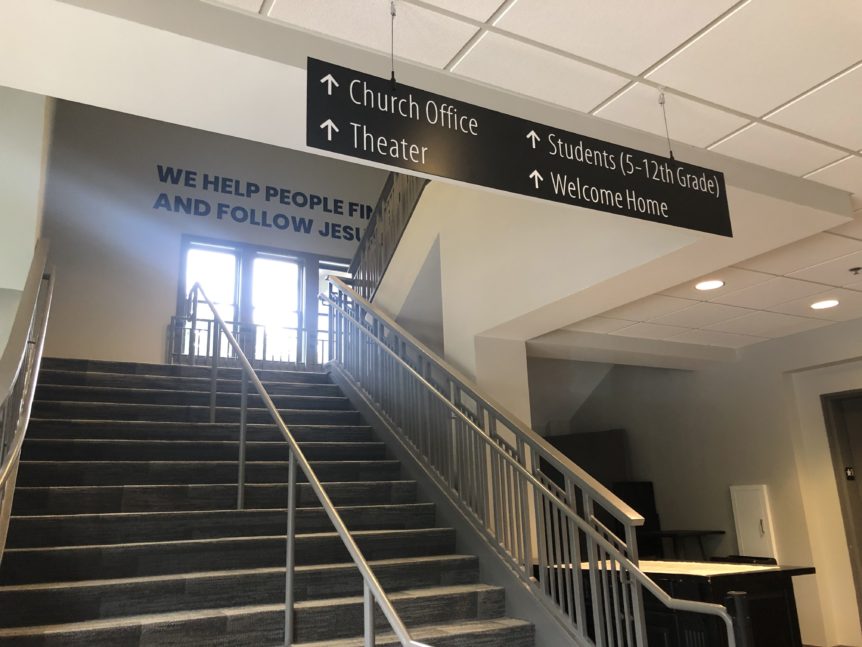 ↑ Church Office
↑ Theater
↑ Students (5-12th Grade)
↑ Welcome Home
WE HELP PEOPLE
AND FOLLOW